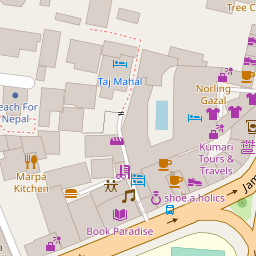 Tree C
Taj Mahal
Norling
Gazal
each For
Nepal
Kumari
Tours &
Travels
Marpa
Kitchen
shoe.a.holics
Jam
Book Paradise